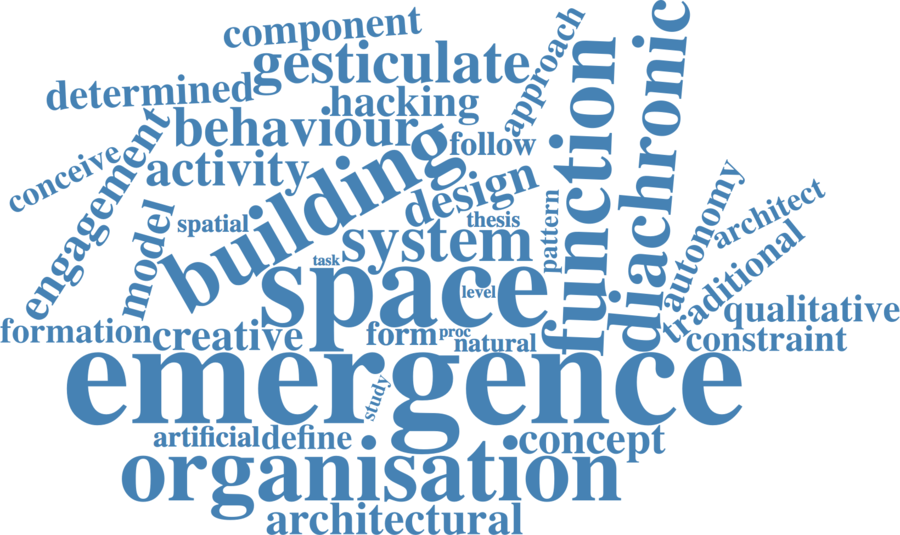 component
gesticulate
approach
determined
hacking
function
diachronic
behaviour
engagement
follow
conceive
activity
building
design
thesis
pattern
autonomy
architect
model
spatial
system
task
space
level
traditional
qualitative
formation
creative
form
proc
natural
constraint
emergence
study
artificial
define
concept
organisation
architectural